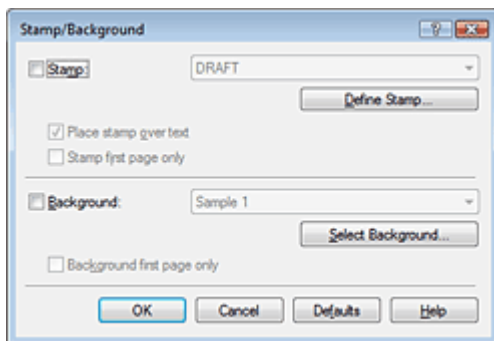 Stamp/Background
Stamp: DRAFT
Define Stamp...
Place stamp over text
Stamp first page only
Background: Sample 1
Select Background...
Background first page only
OK Cancel Defaults Help